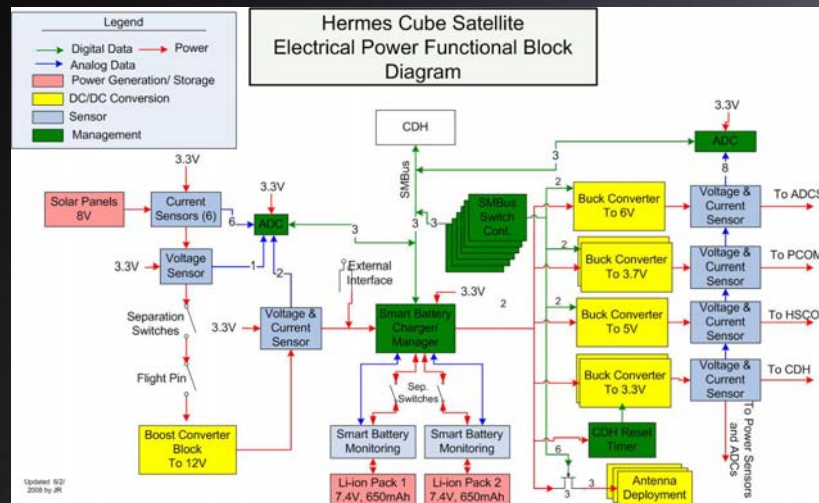 Hermes Cube Satellite
Electrical Power Functional Block
Diagram
Legend
Digital Data
Power
Analog Data
Power Generation/ Storage
DC/DC Conversion
Sensor
Management
CDH
SMBus
3.3V
ADC
3
8
3.3V
Solar Panels
8V
Current
Sensors (6)
6
3.3V
ADC
3
3
3
SMBus
Switch
Cont.
2
Buck Converter
To 6V
Voltage &
Current
Sensor
To ADCS
3.3V
Voltage
Sensor
1
2
External
Interface
2
Buck Converter
To 3.7V
Voltage &
Current
Sensor
To PCOM
Separation
Switches
3.3V
Voltage &
Current
Sensor
3.3V
Smart Battery
Charger/
Manager
2
2
Buck Converter
To 5V
Voltage &
Current
Sensor
To HSCO
Flight Pin
Sep.
Switches
Buck Converter
To 3.3V
Voltage &
Current
Sensor
To CDH
Boost Converter
Block
To 12V
Smart Battery
Monitoring
Smart Battery
Monitoring
CDH Reset
Timer
To Power Sensors
and ADCs
6
Li-ion Pack 1
7.4V, 650mAh
Li-ion Pack 2
7.4V, 650mAh
3
3
Antenna
Deployment
Updated 6/2/
2008 by JR